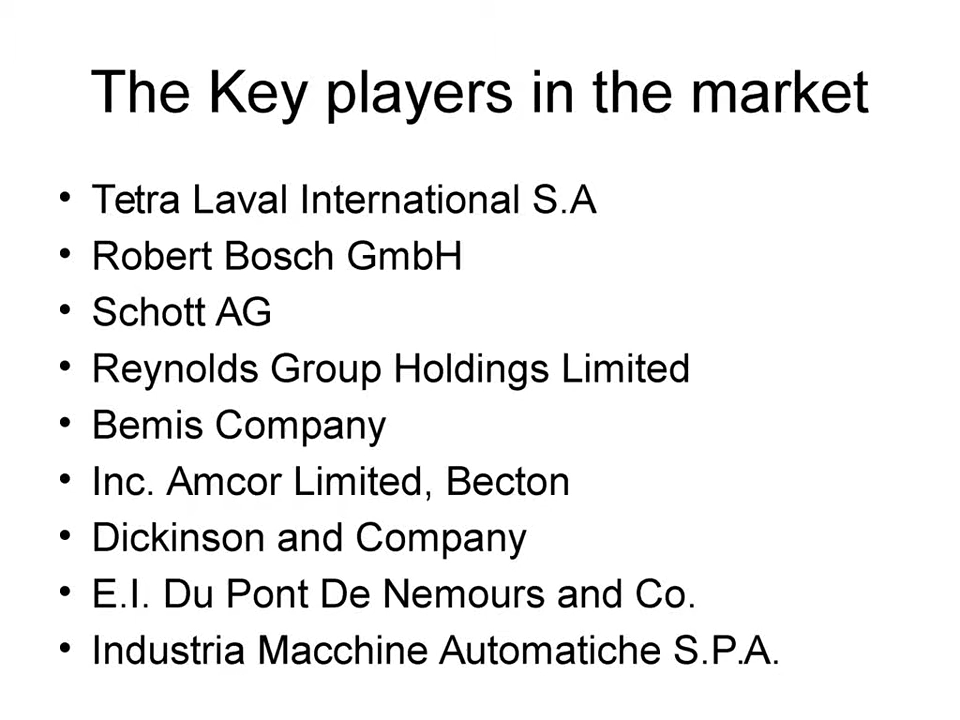 The Key players in the market
• Tetra Laval International S.A
• Robert Bosch GmbH
• Schott AG
• Reynolds Group Holdings Limited
• Bemis Company
• Inc. Amcor Limited, Becton
• Dickinson and Company
• E.I. Du Pont De Nemours and Co.
• Industria Macchine Automatiche S.P.A.